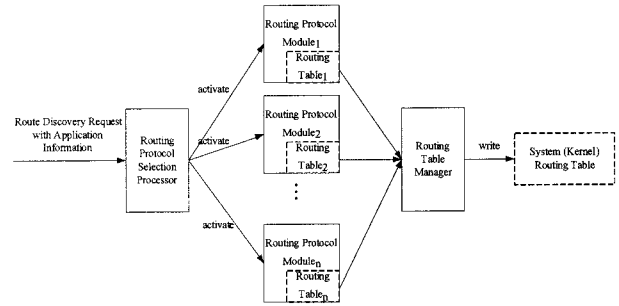 Route Discovery Request
with Application
Information
Routing
Protocol
Selection
Processor
activate
activate
activate
Routing Protocol
Module1
Routing
Table1
Routing Protocol
Module2
Routing
Table2
Routing Protocol
Modulen
Routing
Tablen
Routing
Table
Manager
write
System (Kernel)
Routing Table